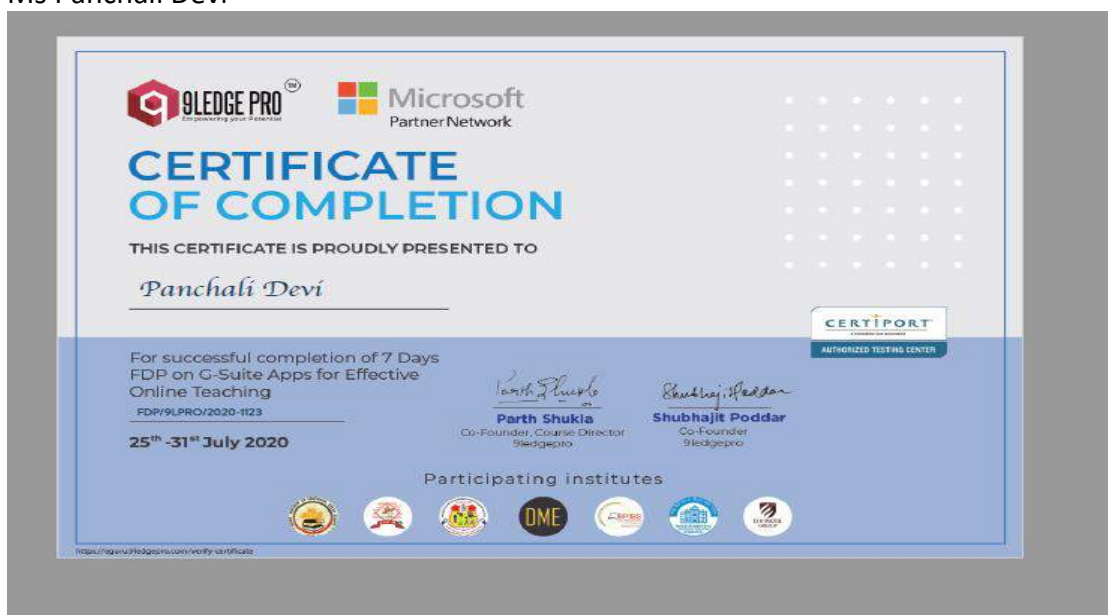 Ms Panchali Devi
9LEDGE PRO TM
Empowering your Potential
Microsoft
Partner Network
CERTIFICATE
OF COMPLETION
THIS CERTIFICATE IS PROUDLY PRESENTED TO
Panchali Devi
CERTIPORT
AUTHORIZED TESTING CENTER
For successful completion of 7 Days
FDP on G-Suite Apps for Effective
Online Teaching
FDP/9LPRO/2020-1123
25th -31st July 2020
Parth Shukla
Co-Founder, Course Director
9ledgepro
Shubhajit Poddar
Co-Founder
9ledgepro
Participating institutes
DME